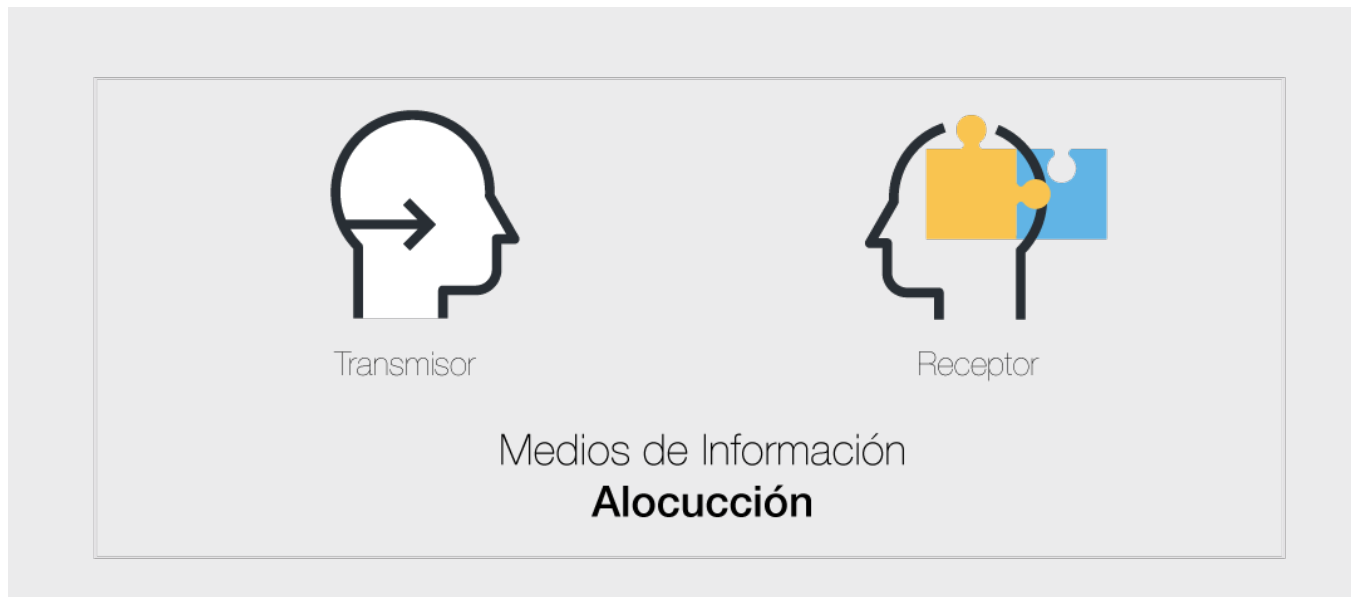 Transmisor
Receptor
Medios de Información
Alocucción